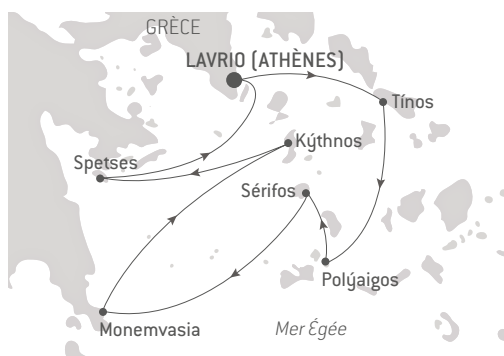 GRÈCE
LAVRIO (ATHÈNES)
Tínos
Kýthnos
Spetses
Sérifos
Polýaigos
Monemvasia
Mer Égée